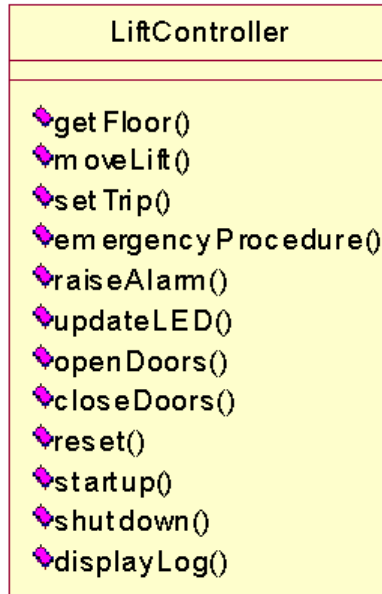 LiftController
getFloor()
moveLift()
setTrip()
emergencyProcedure()
raiseAlarm()
updateLED()
openDoors()
closeDoors()
reset()
startup()
shutdown()
displayLog()